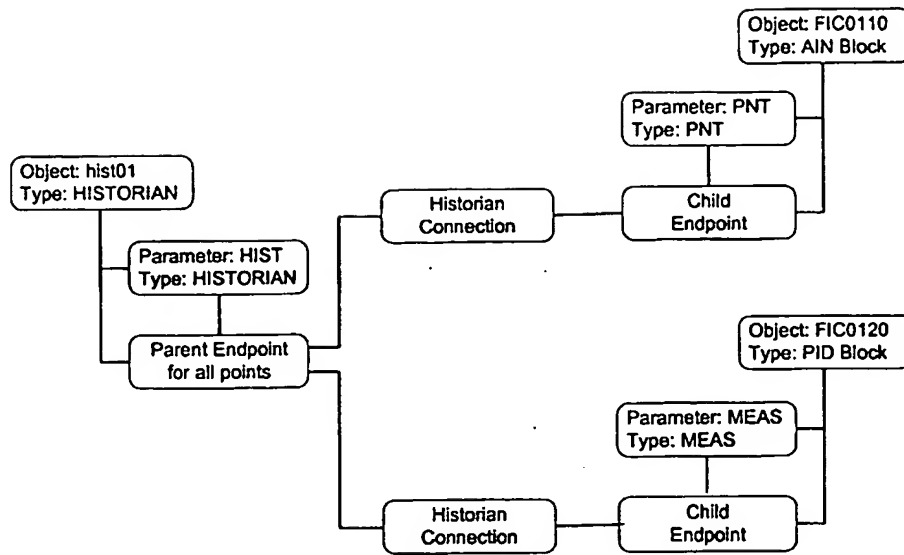 Object: FIC0110
Type: AIN Block
Parameter: PNT
Type: PNT
Object: hist01
Type: HISTORIAN
Historian
Connection
Child
Endpoint
Parameter: HIST
Type: HISTORIAN
Parent Endpoint
for all points
Object: FIC0120
Type: PID Block
Parameter: MEAS
Type: MEAS
Historian
Connection
Child
Endpoint